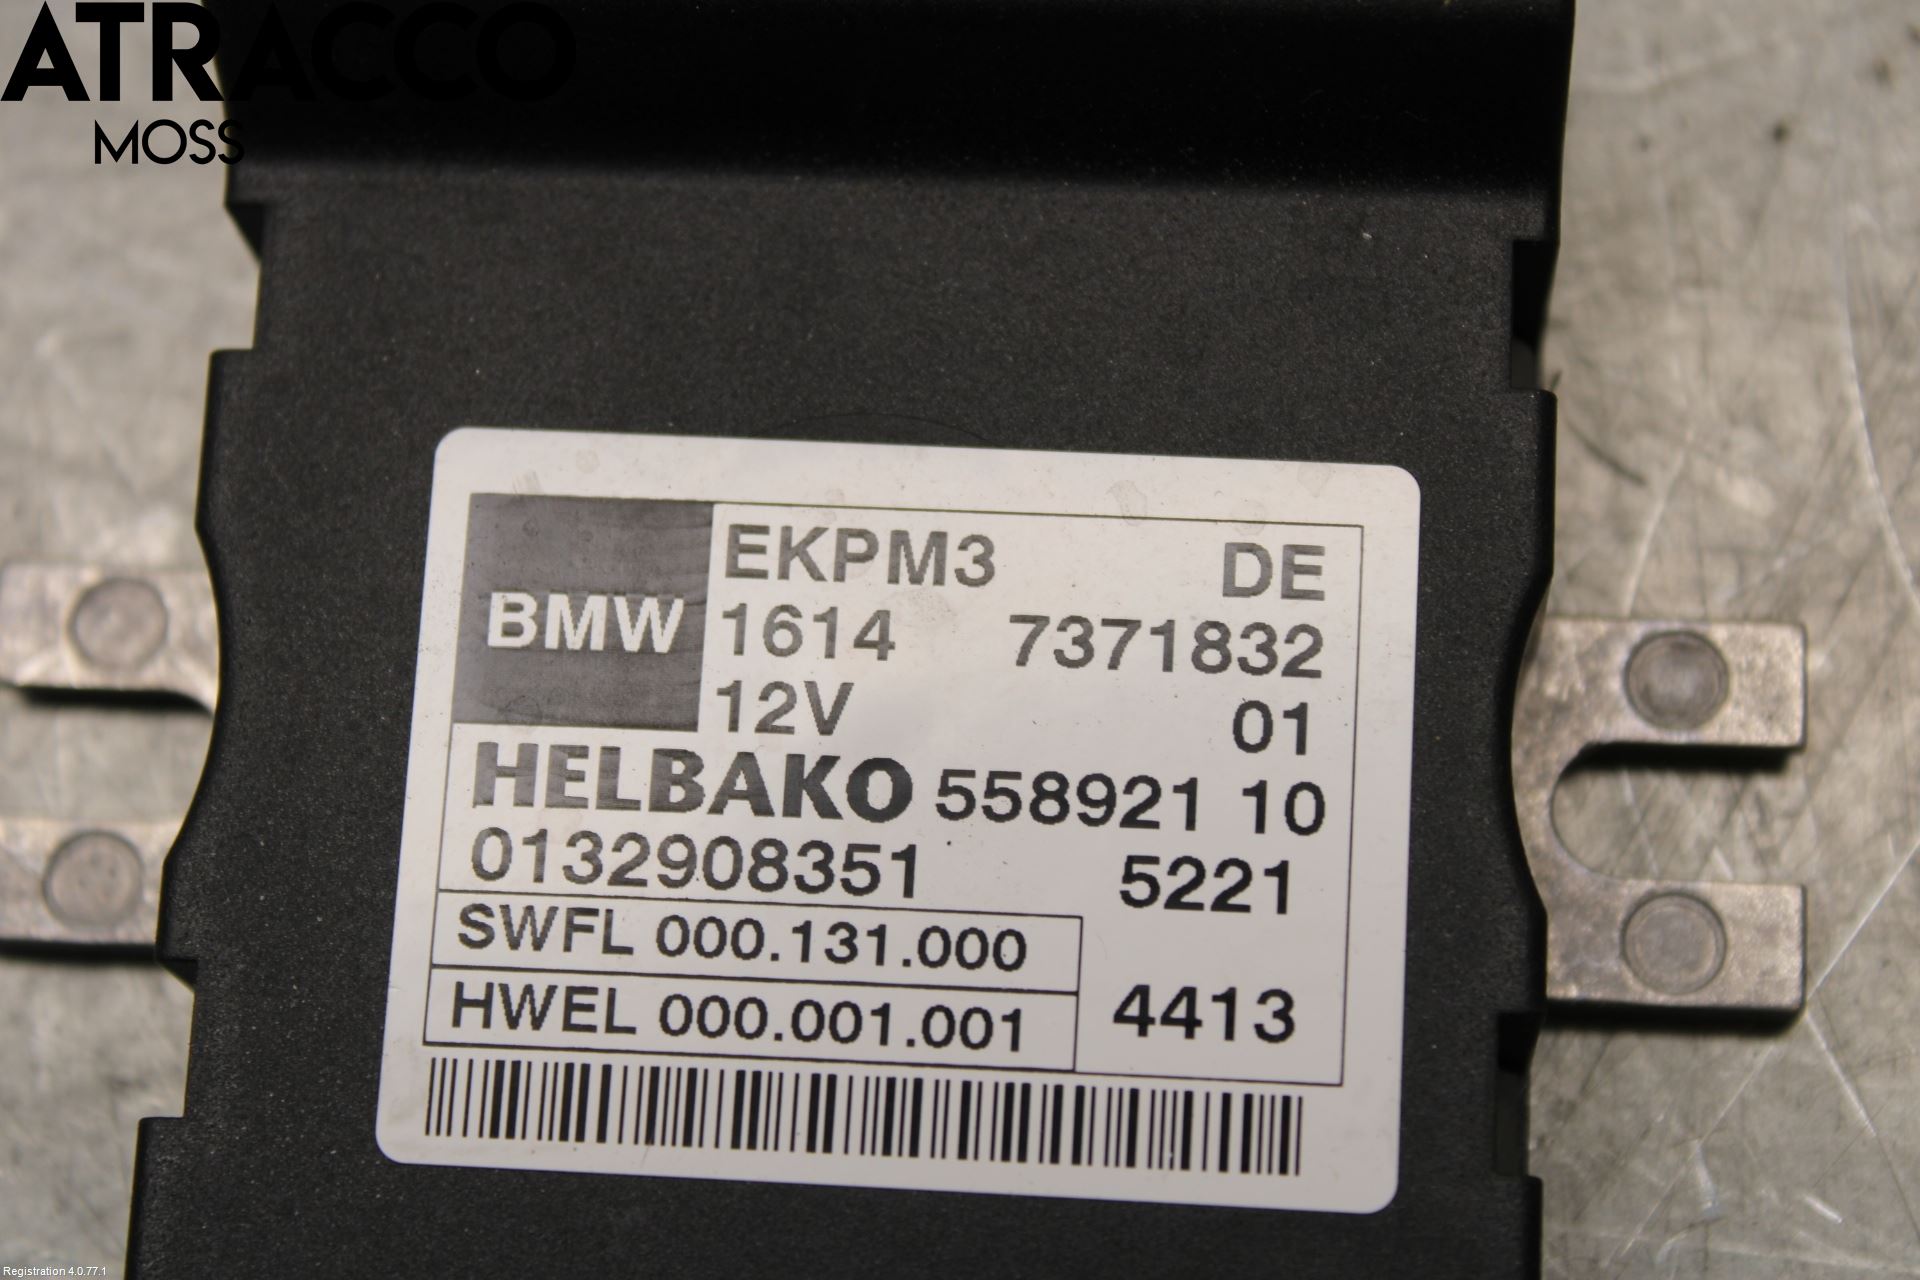 ATRACCO
MOSS
BMW
EKPM3 DE
1614 7371832
12V 01
HELBAKO 558921 10
0132908351 5221
SWFL 000.131.000
HWEL 000.001.001 4413
Registration 4.0.77.1